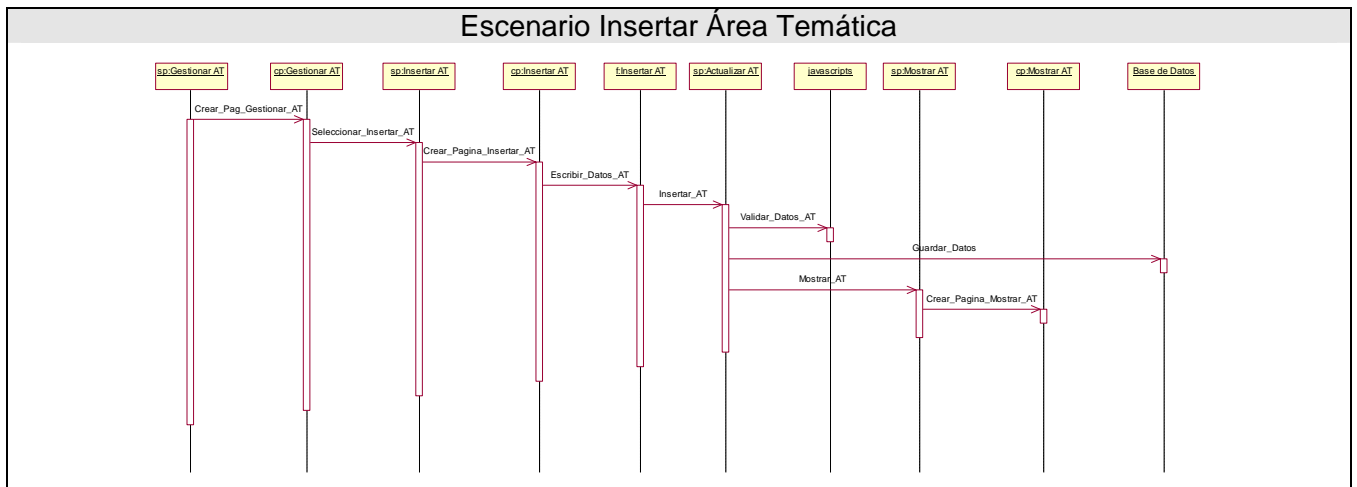 Escenario Insertar Área Temática
sp:Gestionar AT
cp:Gestionar AT
sp:Insertar AT
cp:Insertar AT
f:Insertar AT
sp:Actualizar AT
javascripts
sp:Mostrar AT
cp:Mostrar AT
Base de Datos
Crear_Pag_Gestionar_AT
Seleccionar_Insertar_AT
Crear_Pagina_Insertar_AT
Escribir_Datos_AT
Insertar_AT
Validar_Datos_AT
Guardar_Datos
Mostrar_AT
Crear_Pagina_Mostrar_AT